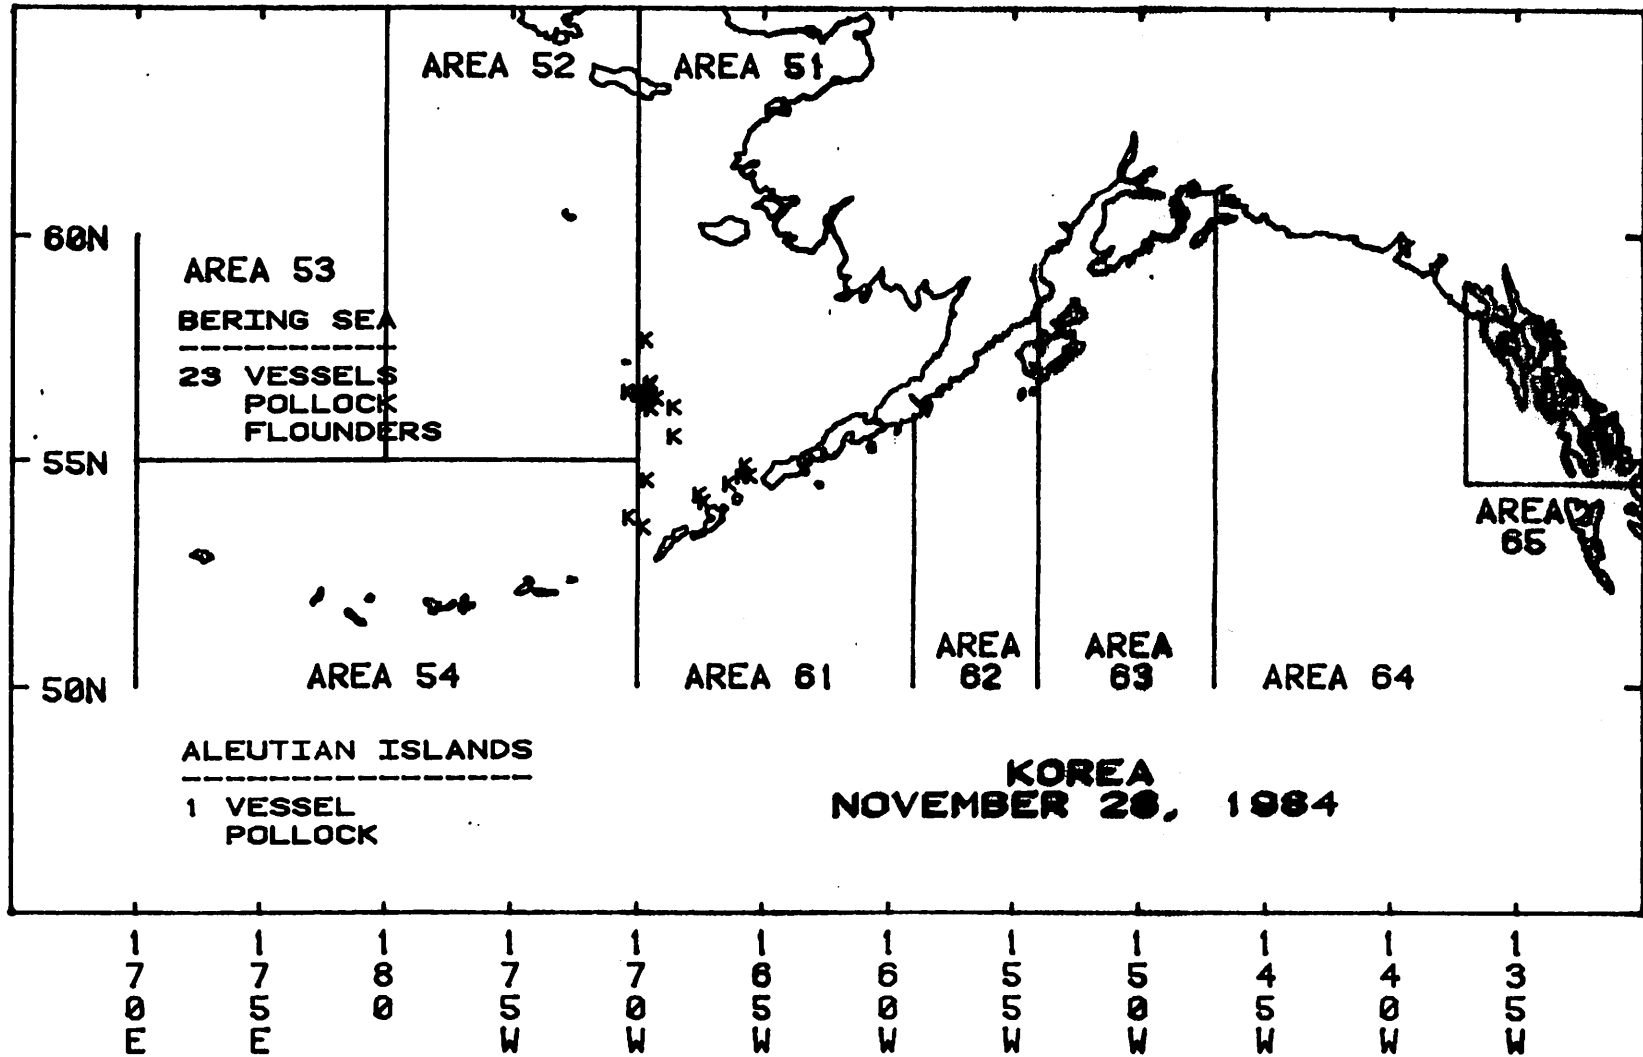 AREA 52
AREA 51
60N
AREA 53
BERING SEA
23 VESSELS
POLLOCK
FLOUNDERS
K
K
K
K
K
K
K
K
K
K
K
K
55N
AREA 65
50N
AREA 54
AREA 61
AREA 62
AREA 63
AREA 64
ALEUTIAN ISLANDS
1 VESSEL
POLLOCK
KOREA
NOVEMBER 28, 1984
170E
175E
180
175W
170W
165W
160W
155W
150W
145W
140W
135W